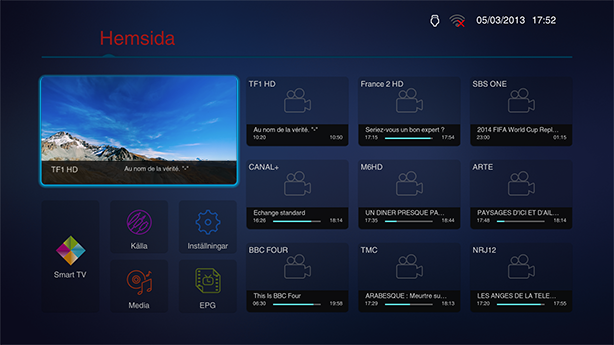 05/03/2013 17:52
Hemsida
TF1 HD
Au nom de la vérité. "-"
Smart TV
Källa
Inställningar
Media
EPG
TF1 HD
Au nom de la vérité. "-"
10:20 10:50
France 2 HD
Seriez-vous un bon expert ?
17:15 17:54
SBS ONE
2014 FIFA World Cup Repl...
23:00 01:15
CANAL+
Echange standard
16:26 18:14
M6HD
UN DINER PRESQUE PA...
17:35 18:44
ARTE
PAYSAGES D'ICI ET D'AIL...
17:48 18:14
BBC FOUR
This Is BBC Four
06:30 19:58
TMC
ARABESQUE : Meurtre su...
17:29 18:13
NRJ12
LES ANGES DE LA TELE...
17:20 17:55